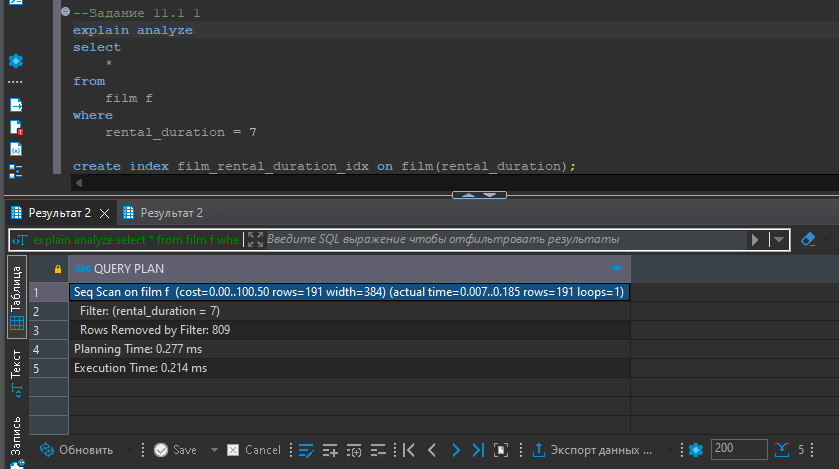 --Задание 11.1 1
explain analyze
select
*
from
film f
where
rental_duration = 7
create index film_rental_duration_idx on film(rental_duration);
Результат 2
Результат 2
explain analyze select * from film f whe
Введите SQL выражение чтобы отфильтровать результаты
Таблица
Текст
Запись
QUERY PLAN
1 Seq Scan on film f (cost=0.00..100.50 rows=191 width=384) (actual time=0.007..0.185 rows=191 loops=1)
2 Filter: (rental_duration = 7)
3 Rows Removed by Filter: 809
4 Planning Time: 0.277 ms
5 Execution Time: 0.214 ms
Обновить Save Cancel Экспорт данных ... 200 5